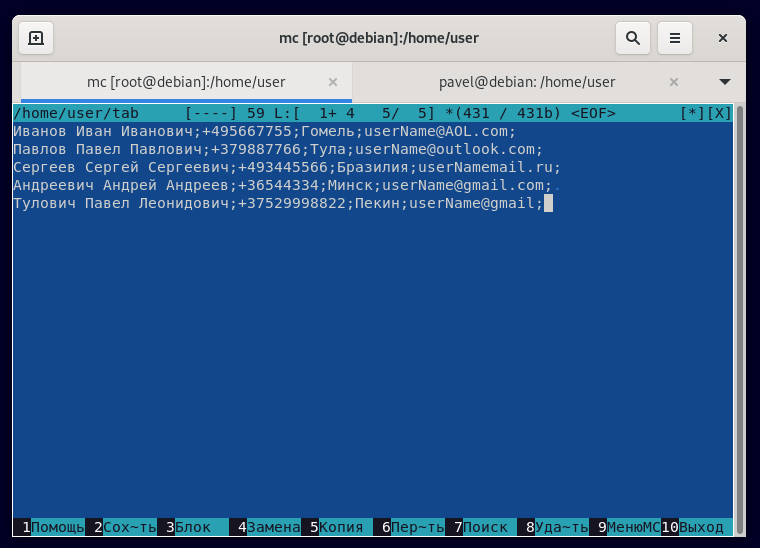 mc [root@debian]:/home/user
mc [root@debian]:/home/user pavel@debian: /home/user
/home/user/tab [----] 59 L:[ 1+ 4 5/ 5] *(431 / 431b) <EOF> [*][X]
Иванов Иван Иванович;+495667755;Гомель;userName@AOL.com;
Павлов Павел Павлович;+379887766;Тула;userName@outlook.com;
Сергеев Сергей Сергеевич;+493445566;Бразилия;userNamemail.ru;
Андреевич Андрей Андреев;+36544334;Минск;userName@gmail.com;.
Тулович Павел Леонидович;+37529998822;Пекин;userName@gmail;
1Помощь 2Сох~ть 3Блок 4Замена 5Копия 6Пер~ть 7Поиск 8Уда~ть 9МенюМС 10Выход